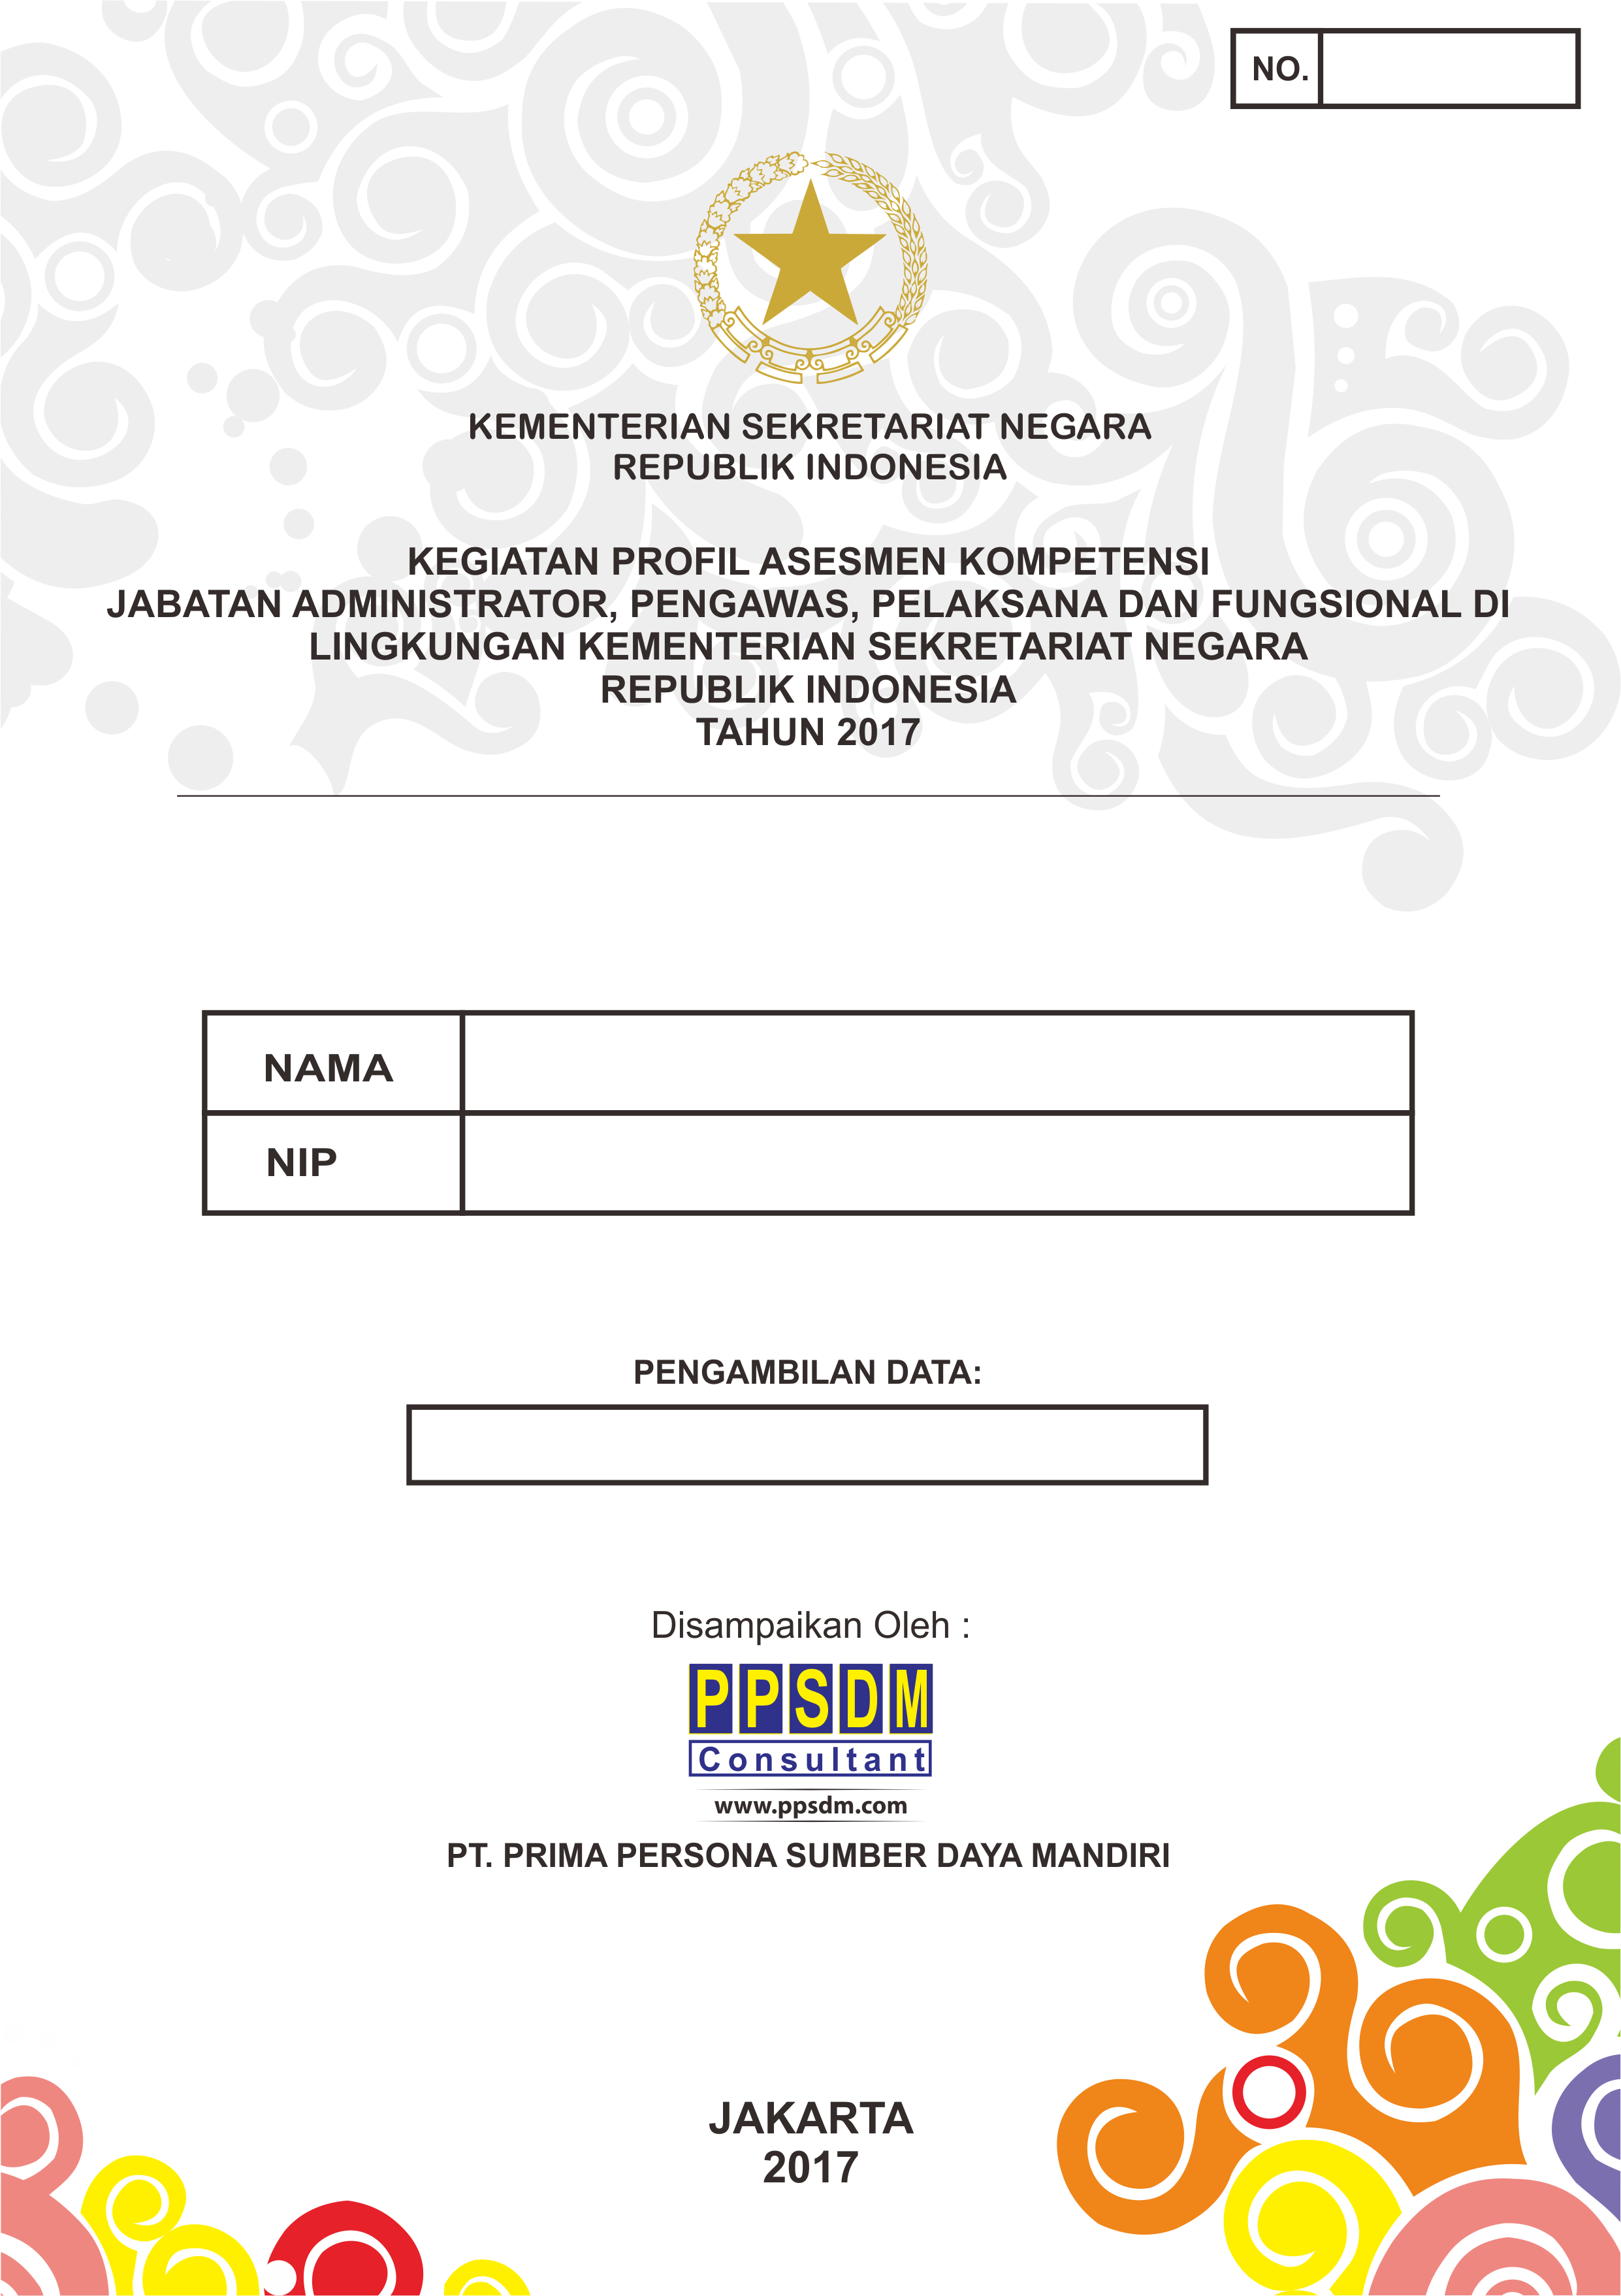 NO.
KEMENTERIAN SEKRETARIAT NEGARA
REPUBLIK INDONESIA
KEGIATAN PROFIL ASESMEN KOMPETENSI
JABATAN ADMINISTRATOR, PENGAWAS, PELAKSANA DAN FUNGSIONAL DI
LINGKUNGAN KEMENTERIAN SEKRETARIAT NEGARA
REPUBLIK INDONESIA
TAHUN 2017
NAMA
NIP
PENGAMBILAN DATA:
Disampaikan Oleh :
PPSDM
Consultant
www.ppsdm.com
PT. PRIMA PERSONA SUMBER DAYA MANDIRI
JAKARTA
2017